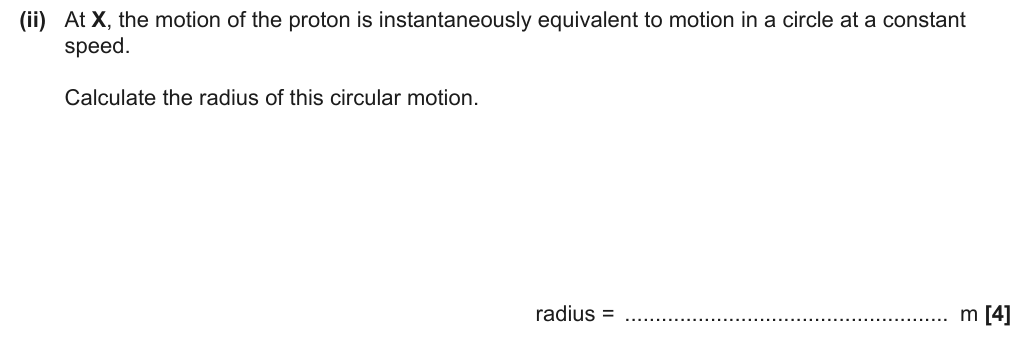 (ii) At X, the motion of the proton is instantaneously equivalent to motion in a circle at a constant
speed.
Calculate the radius of this circular motion.
radius = ...................................................... m [4]